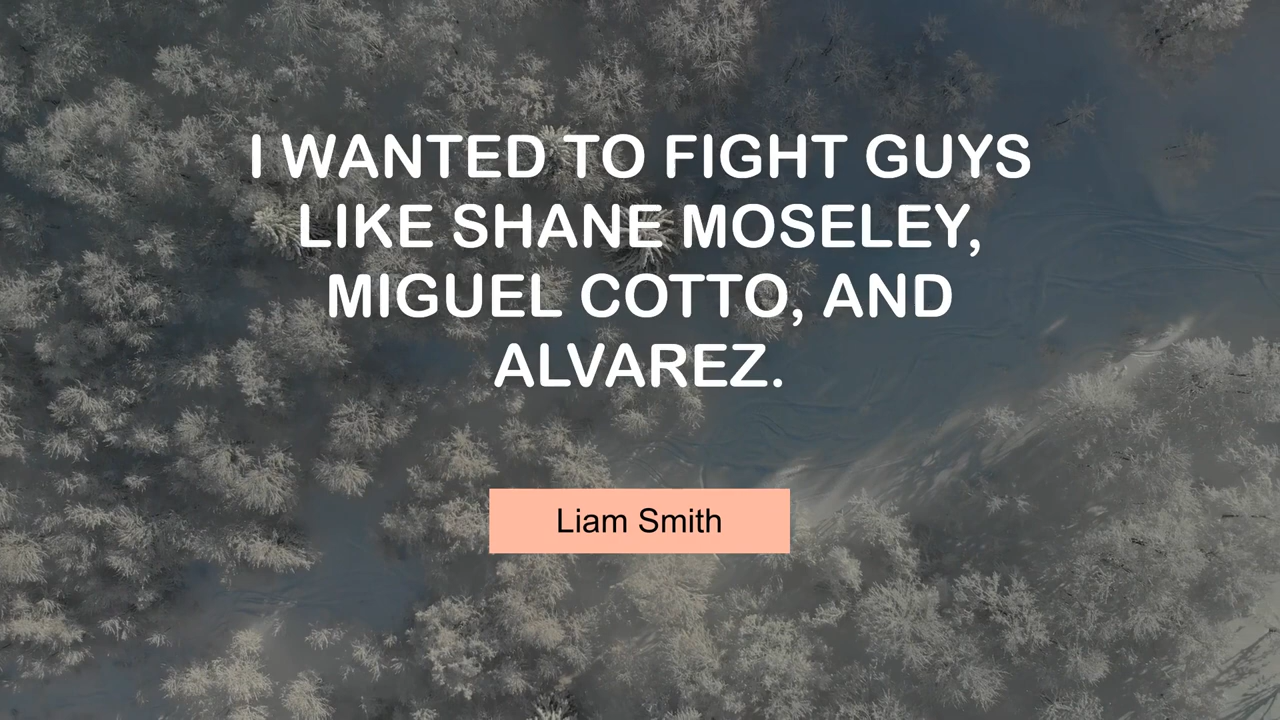 I WANTED TO FIGHT GUYS
LIKE SHANE MOSELEY,
MIGUEL COTTO, AND
ALVAREZ.
Liam Smith